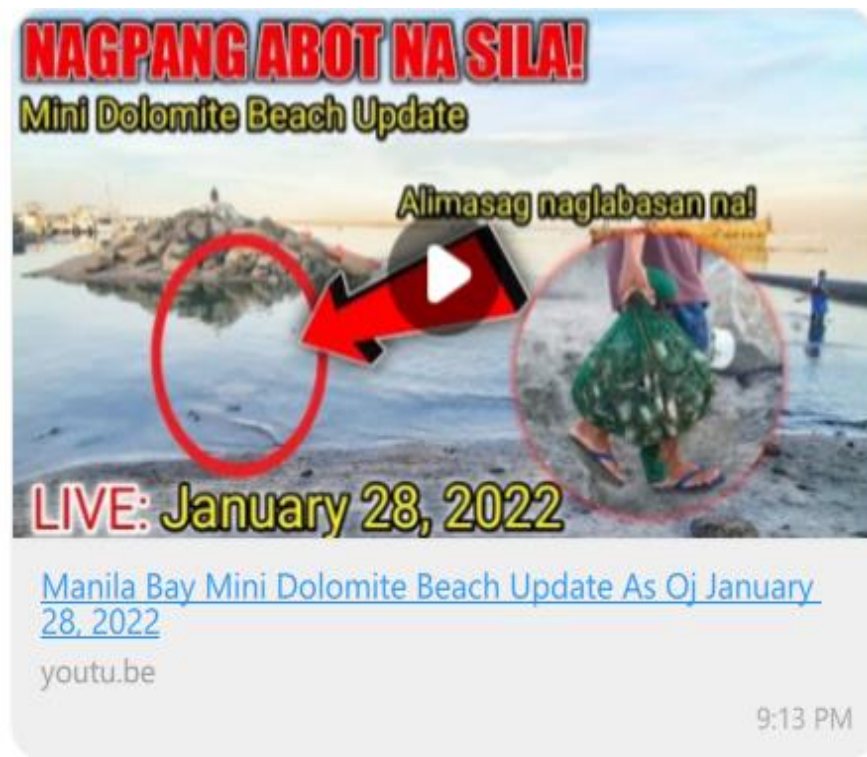 NAGPANG ABOT NA SILA!
Mini Dolomite Beach Update
Alimasag naglabasan na!
LIVE: January 28, 2022
Manila Bay Mini Dolomite Beach Update As Oj January
28, 2022
youtu.be
9:13 PM